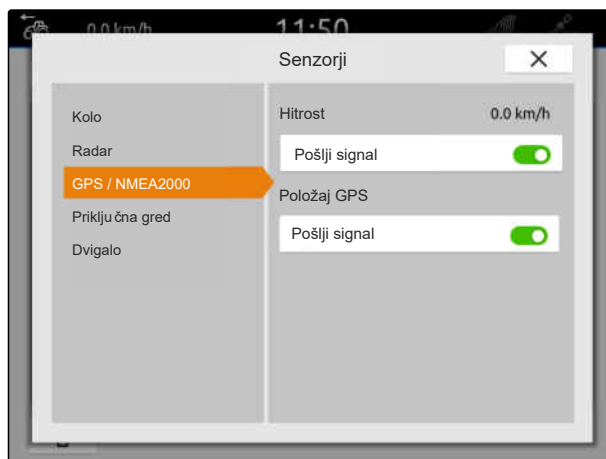 0.0 km/h
11:50
Senzorji
Kolo
Radar
GPS / NMEA2000
Priklju čna gred
Dvigalo
Hitrost 0.0 km/h
Pošlji signal
Položaj GPS
Pošlji signal